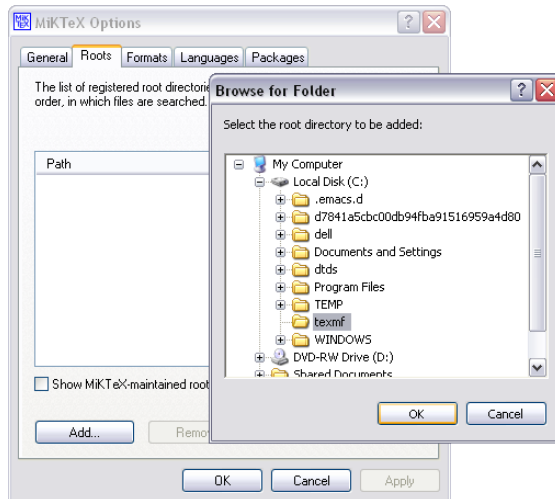 MiKTeX Options
General Roots Formats Languages Packages
The list of registered root directorie
order, in which files are searched.
Path
Show MiKTeX-maintained root
Add...
Remo
OK Cancel Apply
Browse for Folder
Select the root directory to be added:
My Computer
Local Disk (C:)
.emacs.d
d7841a5cbc00db94fba91516959a4d80
dell
Documents and Settings
dtds
Program Files
TEMP
texmf
WINDOWS
DVD-RW Drive (D:)
Shared Documents
OK Cancel